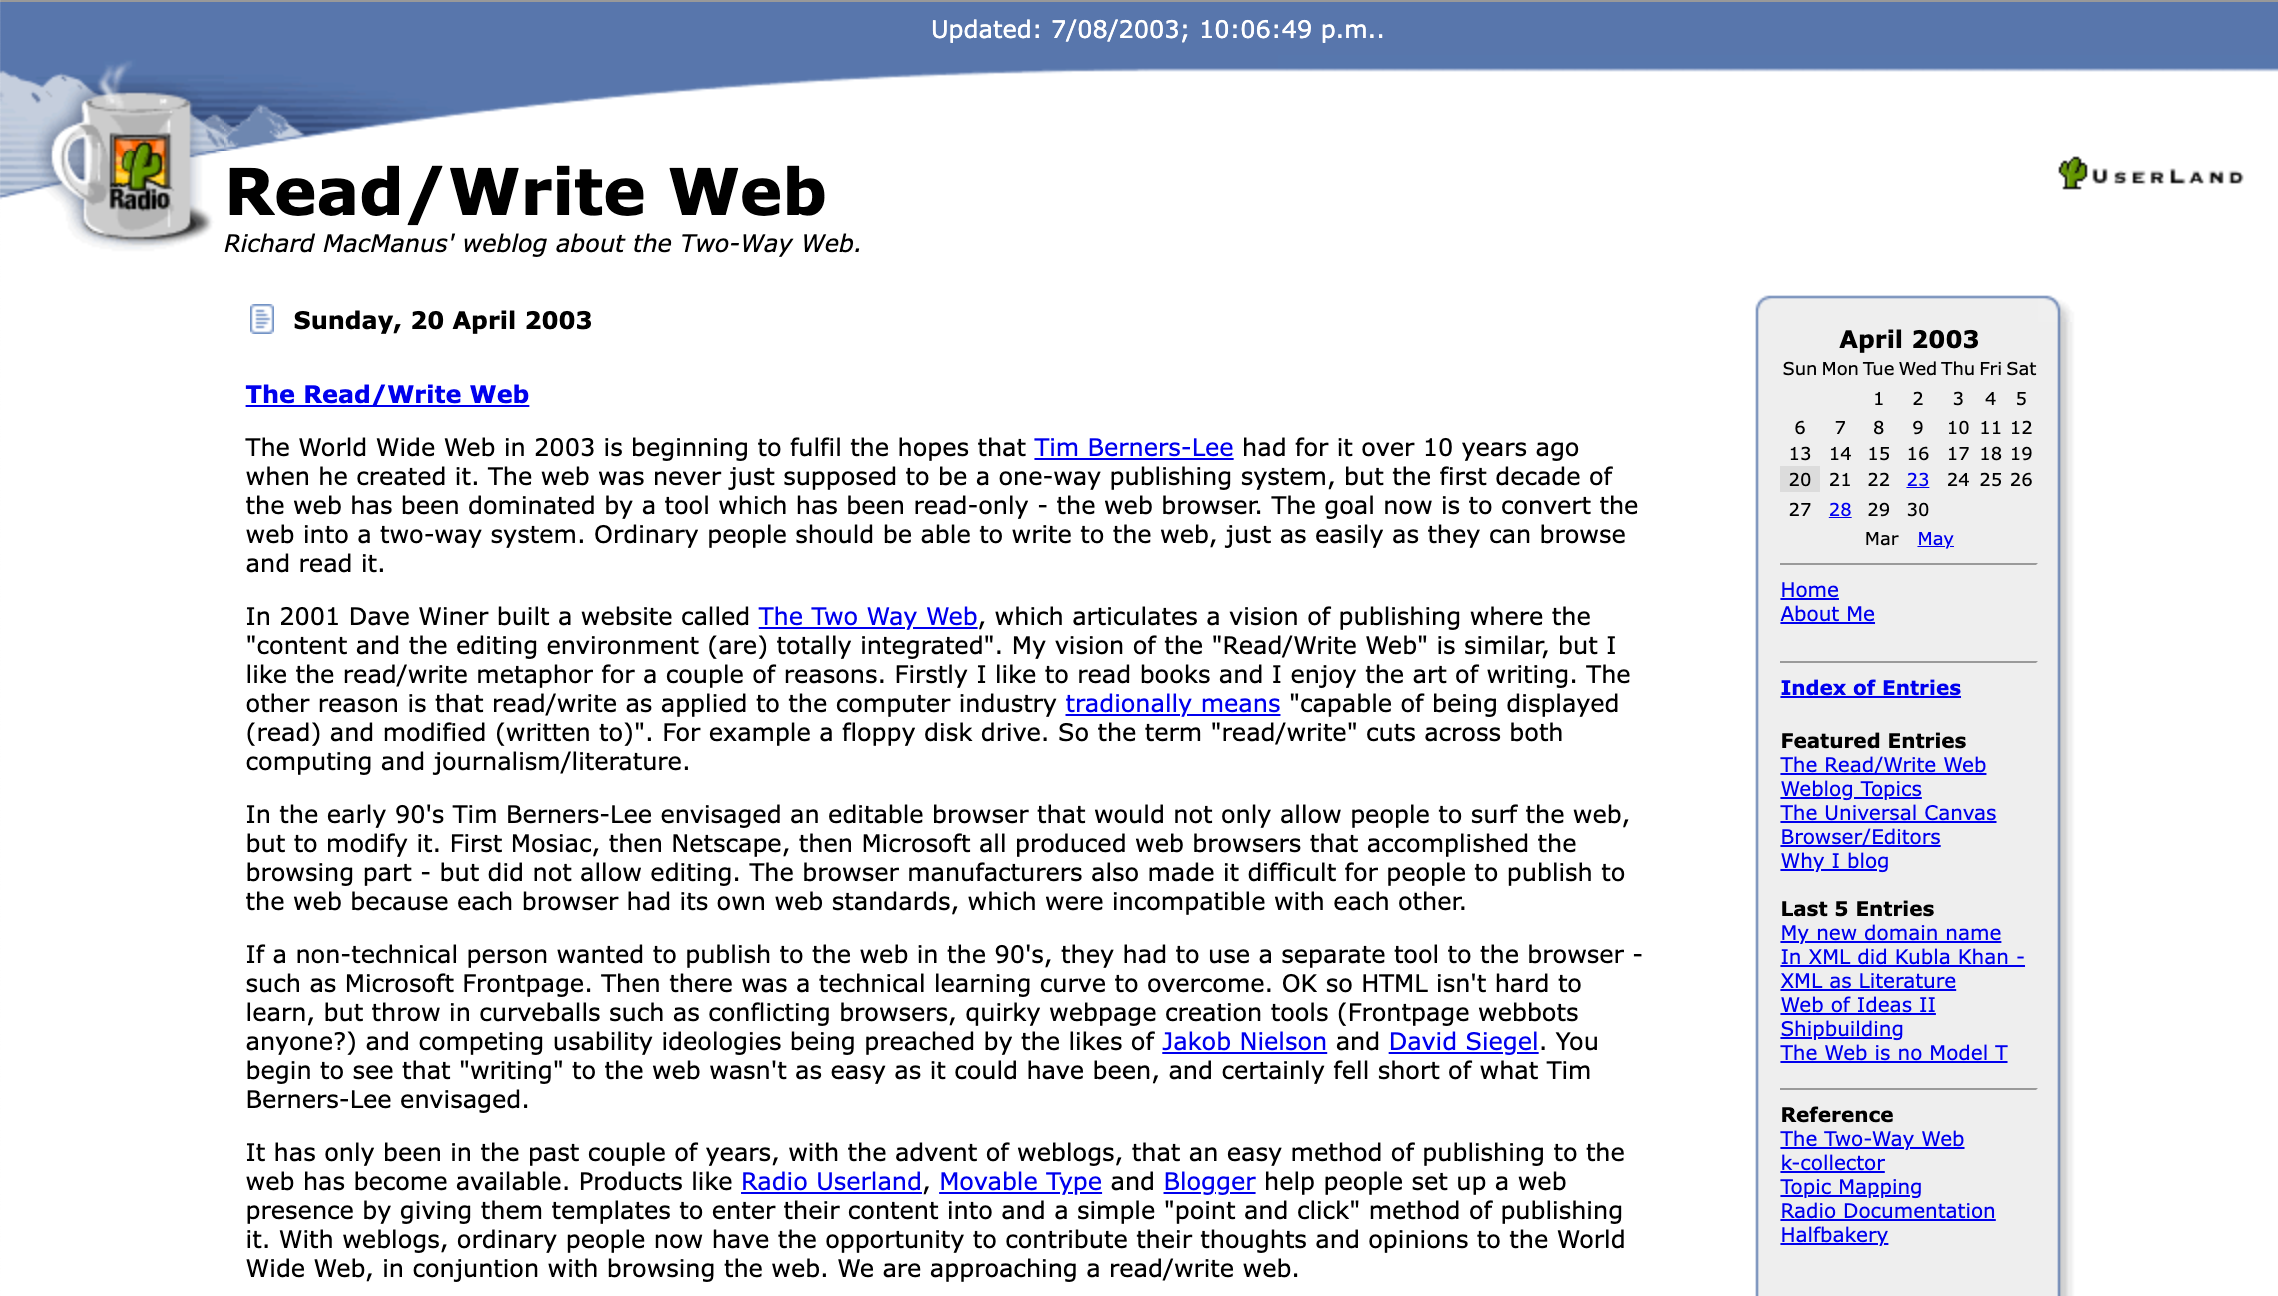 Updated: 7/08/2003; 10:06:49 p.m..
Radio
Read/Write Web
USERLAND
Richard MacManus' weblog about the Two-Way Web.
Sunday, 20 April 2003
The Read/Write Web
The World Wide Web in 2003 is beginning to fulfil the hopes that Tim Berners-Lee had for it over 10 years ago
when he created it. The web was never just supposed to be a one-way publishing system, but the first decade of
the web has been dominated by a tool which has been read-only - the web browser. The goal now is to convert the
web into a two-way system. Ordinary people should be able to write to the web, just as easily as they can browse
and read it.
In 2001 Dave Winer built a website called The Two Way Web, which articulates a vision of publishing where the
"content and the editing environment (are) totally integrated". My vision of the "Read/Write Web" is similar, but I
like the read/write metaphor for a couple of reasons. Firstly I like to read books and I enjoy the art of writing. The
other reason is that read/write as applied to the computer industry tradionally means "capable of being displayed
(read) and modified (written to)". For example a floppy disk drive. So the term "read/write" cuts across both
computing and journalism/literature.
In the early 90's Tim Berners-Lee envisaged an editable browser that would not only allow people to surf the web,
but to modify it. First Mosiac, then Netscape, then Microsoft all produced web browsers that accomplished the
browsing part - but did not allow editing. The browser manufacturers also made it difficult for people to publish to
the web because each browser had its own web standards, which were incompatible with each other.
If a non-technical person wanted to publish to the web in the 90's, they had to use a separate tool to the browser -
such as Microsoft Frontpage. Then there was a technical learning curve to overcome. OK so HTML isn't hard to
learn, but throw in curveballs such as conflicting browsers, quirky webpage creation tools (Frontpage webbots
anyone?) and competing usability ideologies being preached by the likes of Jakob Nielson and David Siegel. You
begin to see that "writing" to the web wasn't as easy as it could have been, and certainly fell short of what Tim
Berners-Lee envisaged.
It has only been in the past couple of years, with the advent of weblogs, that an easy method of publishing to the
web has become available. Products like Radio Userland, Movable Type and Blogger help people set up a web
presence by giving them templates to enter their content into and a simple "point and click" method of publishing
it. With weblogs, ordinary people now have the opportunity to contribute their thoughts and opinions to the World
Wide Web, in conjuntion with browsing the web. We are approaching a read/write web.
April 2003
Sun Mon Tue Wed Thu Fri Sat
1 2 3 4 5
6 7 8 9 10 11 12
13 14 15 16 17 18 19
20 21 22 23 24 25 26
27 28 29 30
Mar May
Home
About Me
Index of Entries
Featured Entries
The Read/Write Web
Weblog Topics
The Universal Canvas
Browser/Editors
Why I blog
Last 5 Entries
My new domain name
In XML did Kubla Khan -
XML as Literature
Web of Ideas II
Shipbuilding
The Web is no Model T
Reference
The Two-Way Web
k-collector
Topic Mapping
Radio Documentation
Halfbakery